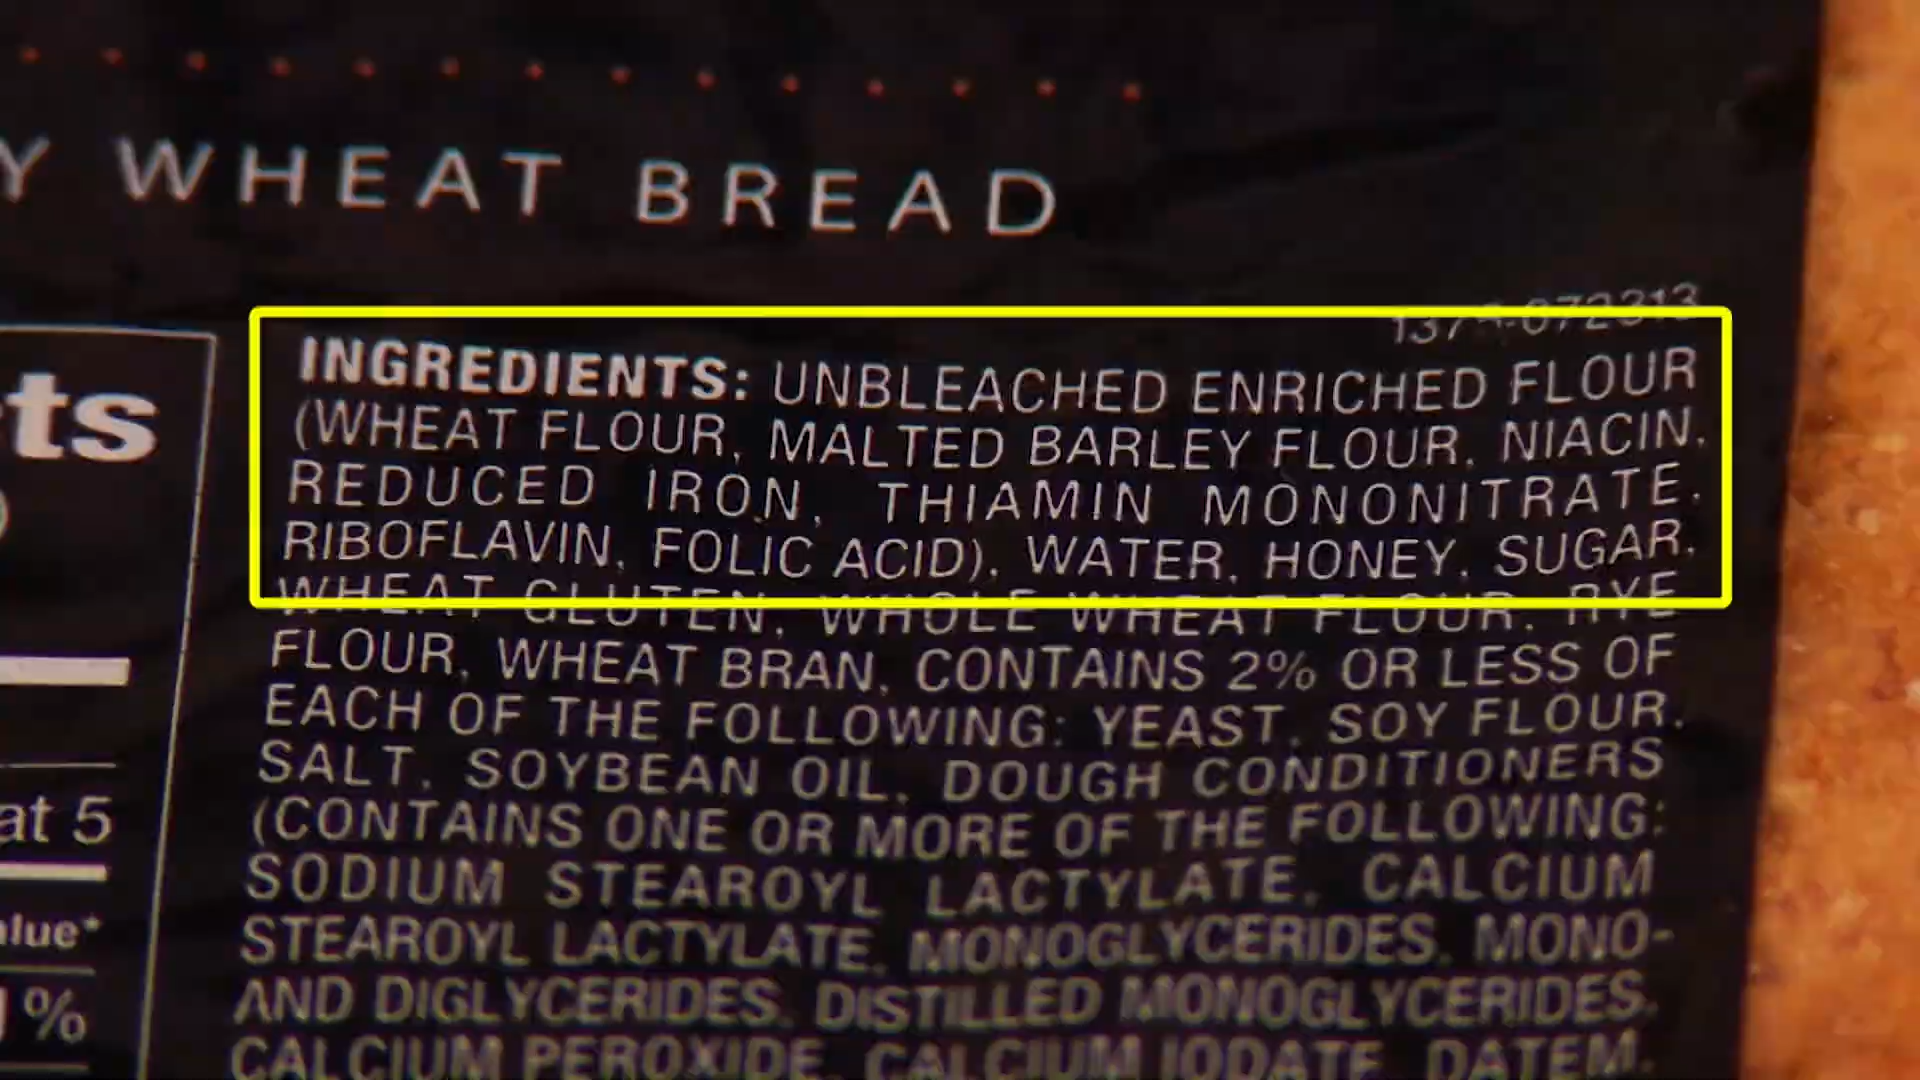 Y WHEAT BREAD
INGREDIENTS: UNBLEACHED ENRICHED FLOUR
(WHEAT FLOUR, MALTED BARLEY FLOUR, NIACIN,
REDUCED IRON, THIAMIN MONONITRATE,
RIBOFLAVIN, FOLIC ACID), WATER, HONEY, SUGAR,
WHEAT GLUTEN, WHOLE WHEAT FLOUR, RYE
FLOUR, WHEAT BRAN, CONTAINS 2% OR LESS OF
EACH OF THE FOLLOWING: YEAST, SOY FLOUR,
SALT, SOYBEAN OIL, DOUGH CONDITIONERS
(CONTAINS ONE OR MORE OF THE FOLLOWING:
SODIUM STEAROYL LACTYLATE, CALCIUM
STEAROYL LACTYLATE, MONOGLYCERIDES, MONO-
AND DIGLYCERIDES, DISTILLED MONOGLYCERIDES,
CALCIUM PEROXIDE, CALCIUM IODATE, DATEM,
ts
at 5
alue*
%